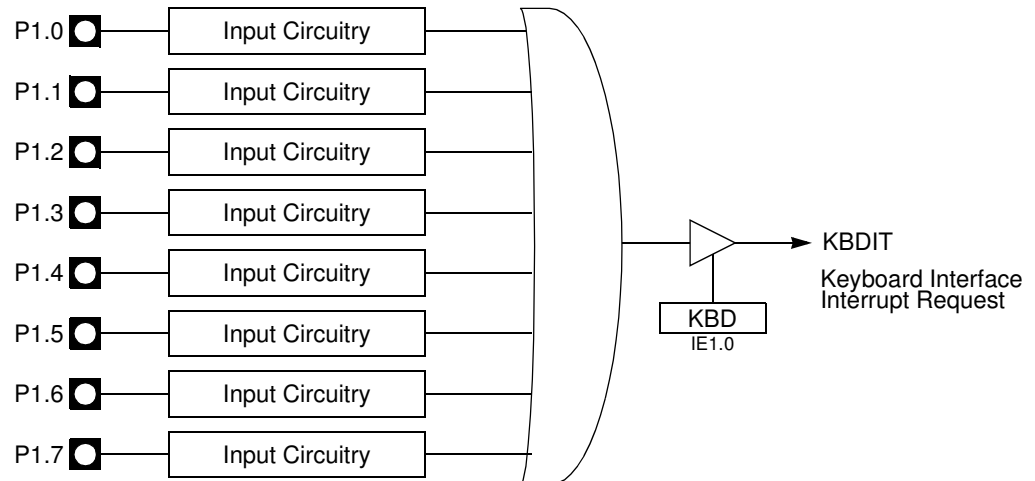 P1.0 Input Circuitry
P1.1 Input Circuitry
P1.2 Input Circuitry
P1.3 Input Circuitry
P1.4 Input Circuitry
P1.5 Input Circuitry
P1.6 Input Circuitry
P1.7 Input Circuitry
KBDIT
Keyboard Interface
Interrupt Request
KBD
IE1.0